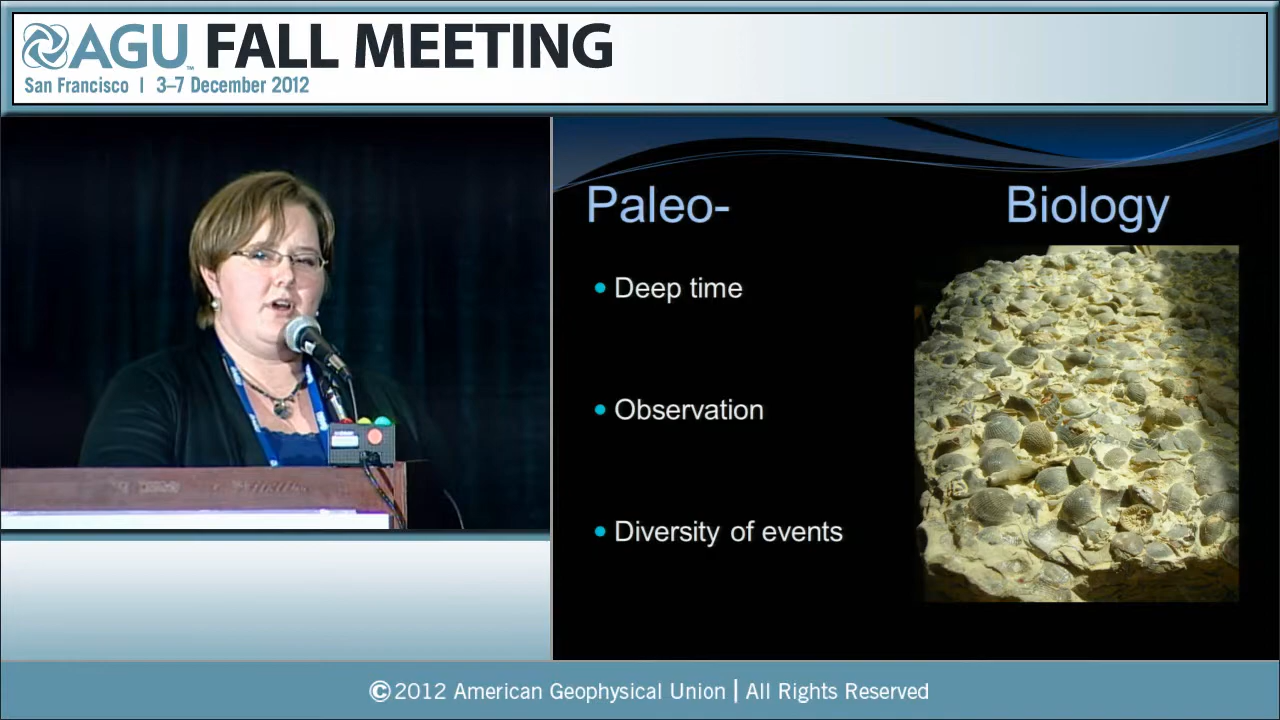 AGU FALL MEETING
San Francisco | 3–7 December 2012
Paleo- Biology
• Deep time
• Observation
• Diversity of events
©2012 American Geophysical Union | All Rights Reserved